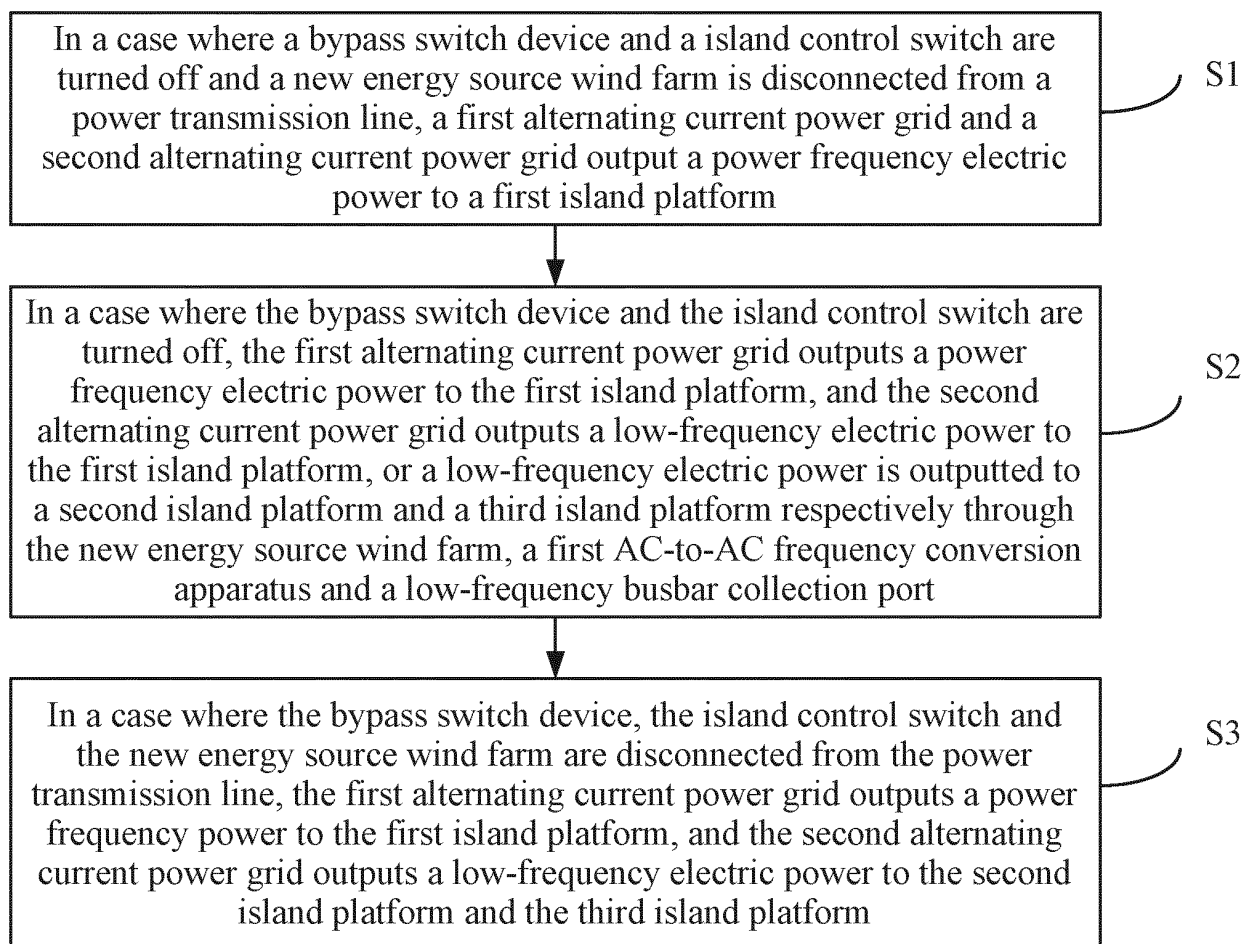 In a case where a bypass switch device and a island control switch are
turned off and a new energy source wind farm is disconnected from a
power transmission line, a first alternating current power grid and a
second alternating current power grid output a power frequency electric
power to a first island platform
S1
In a case where the bypass switch device and the island control switch are
turned off, the first alternating current power grid outputs a power
frequency electric power to the first island platform, and the second
alternating current power grid outputs a low-frequency electric power to
the first island platform, or a low-frequency electric power is outputted to
a second island platform and a third island platform respectively through
the new energy source wind farm, a first AC-to-AC frequency conversion
apparatus and a low-frequency busbar collection port
S2
In a case where the bypass switch device, the island control switch and
the new energy source wind farm are disconnected from the power
transmission line, the first alternating current power grid outputs a power
frequency power to the first island platform, and the second alternating
current power grid outputs a low-frequency electric power to the second
island platform and the third island platform
S3